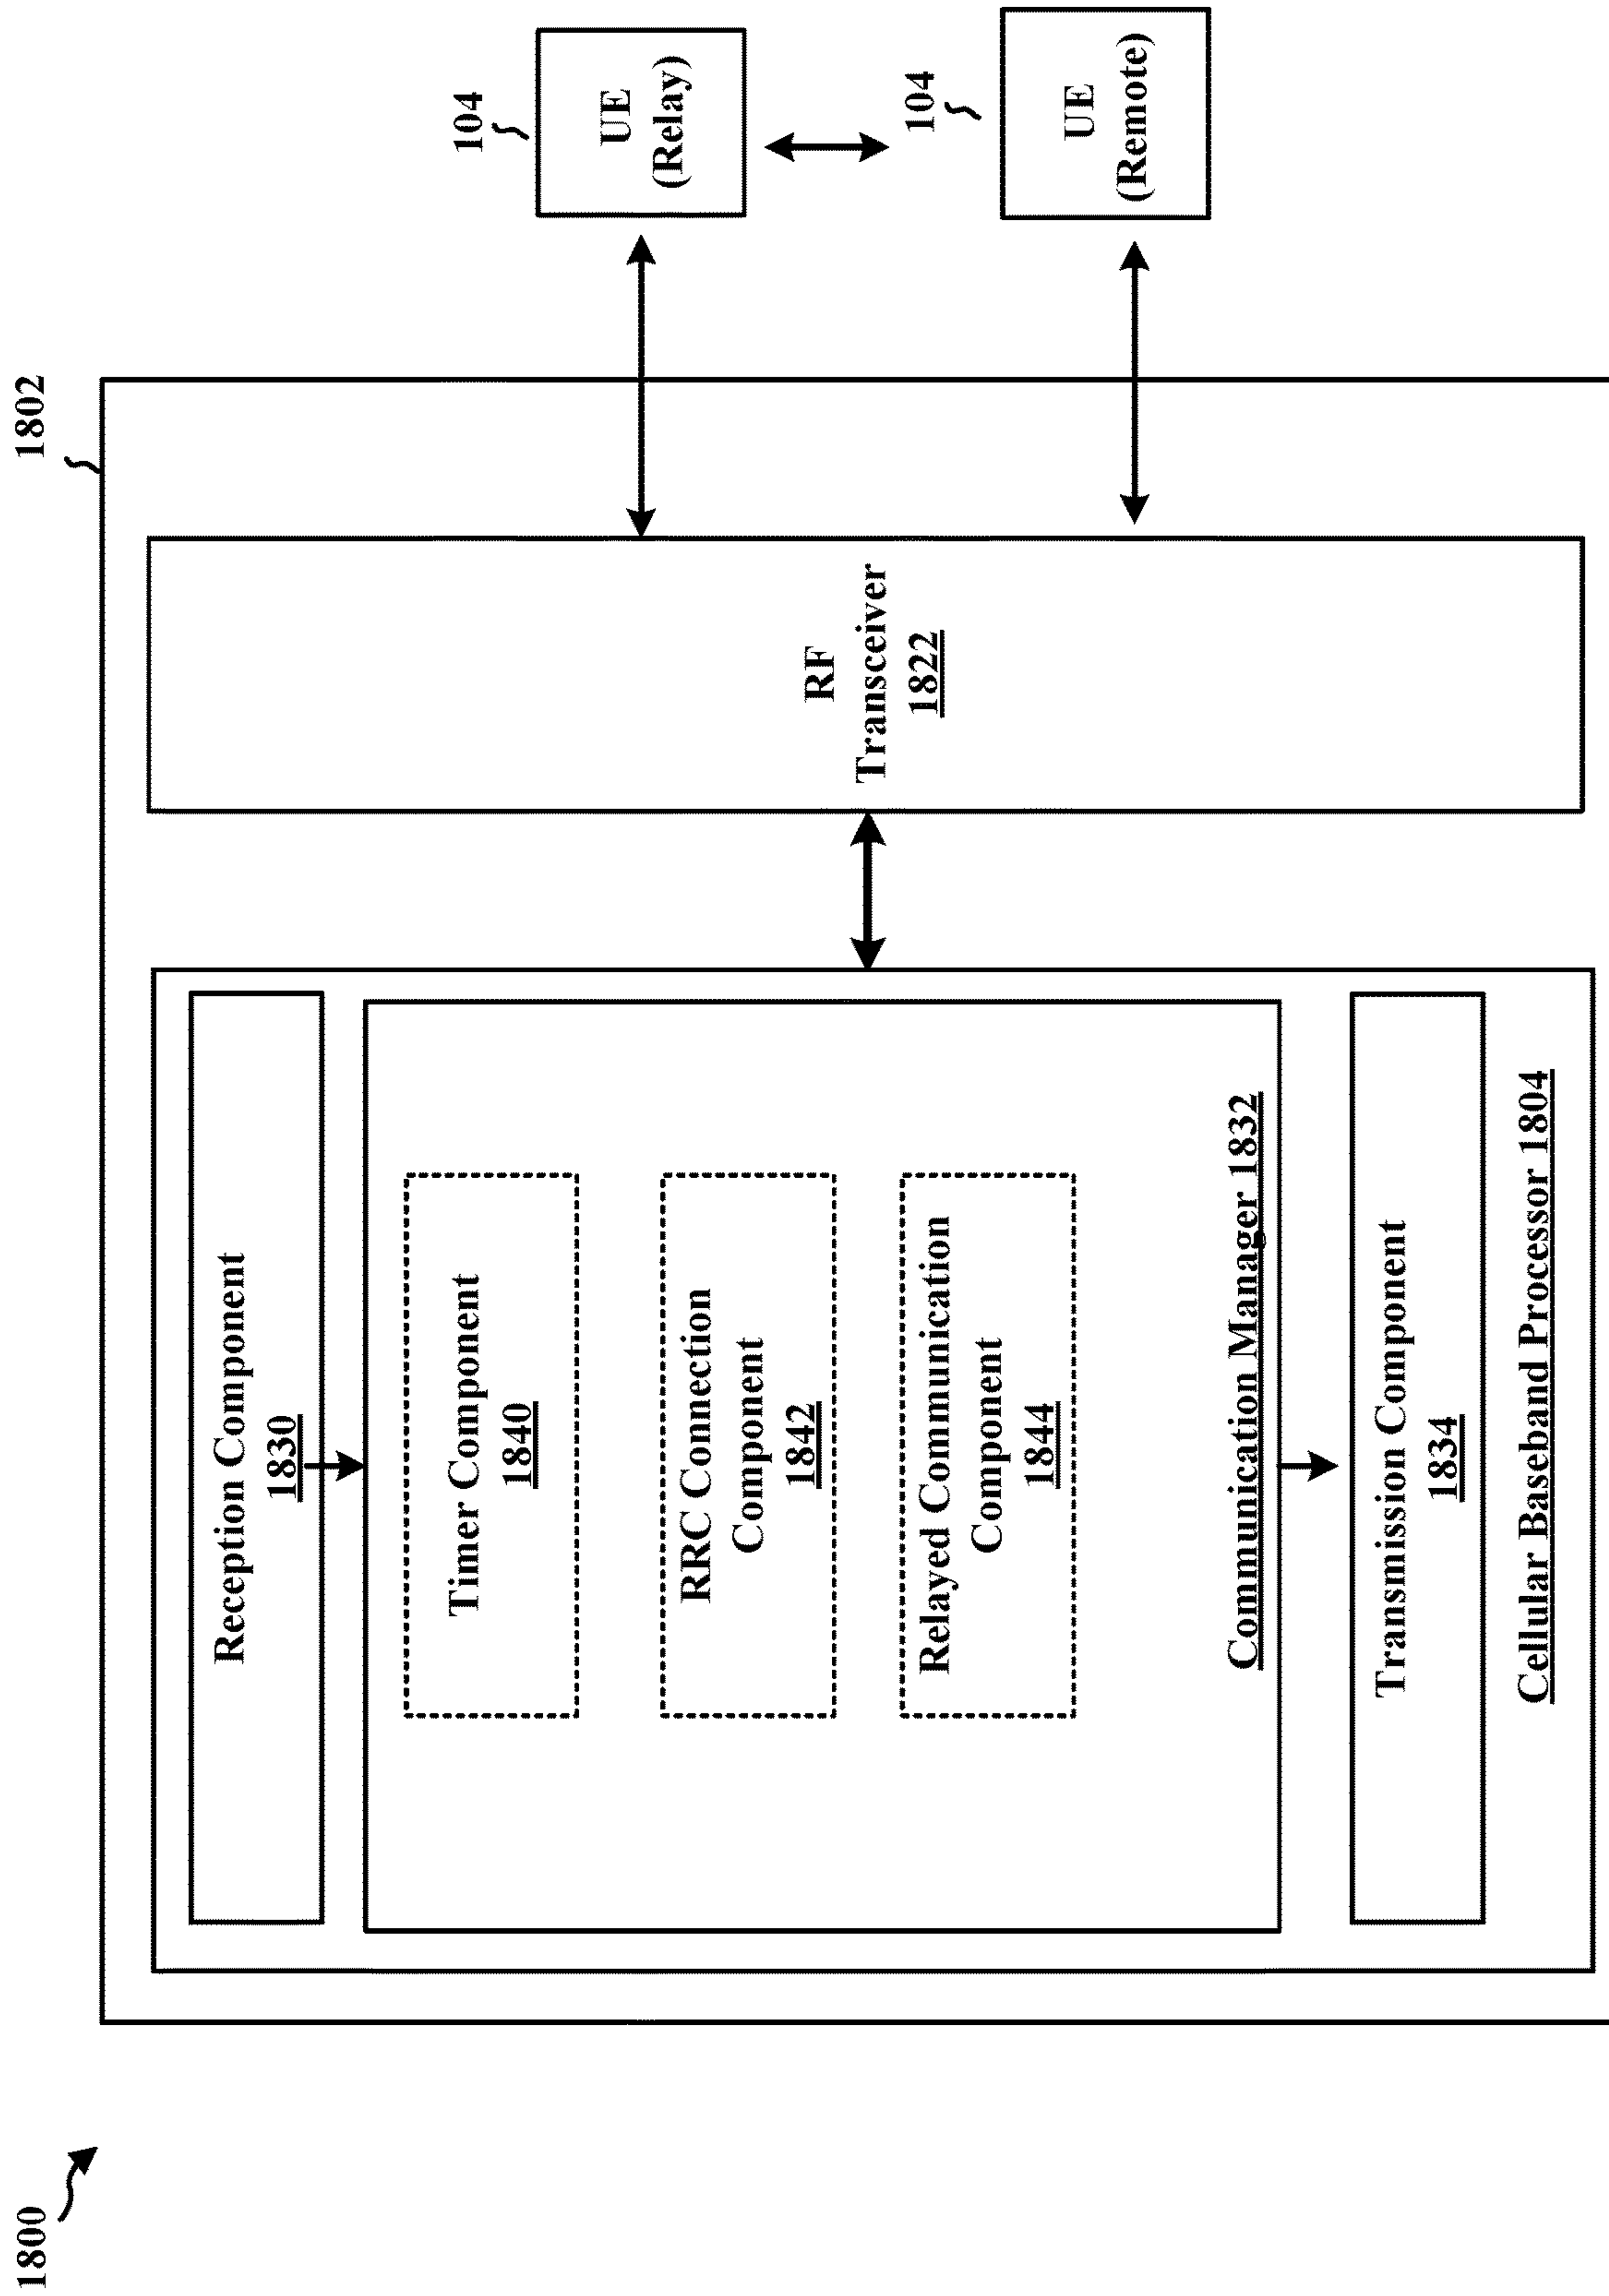 1800
1802
Reception Component
1830
Timer Component
1840
RRC Connection
Component
1842
Relayed Communication
Component
1844
Communication Manager 1832
Transmission Component
1834
Cellular Baseband Processor 1804
RF
Transceiver
1822
104
UE
(Relay)
104
UE
(Remote)